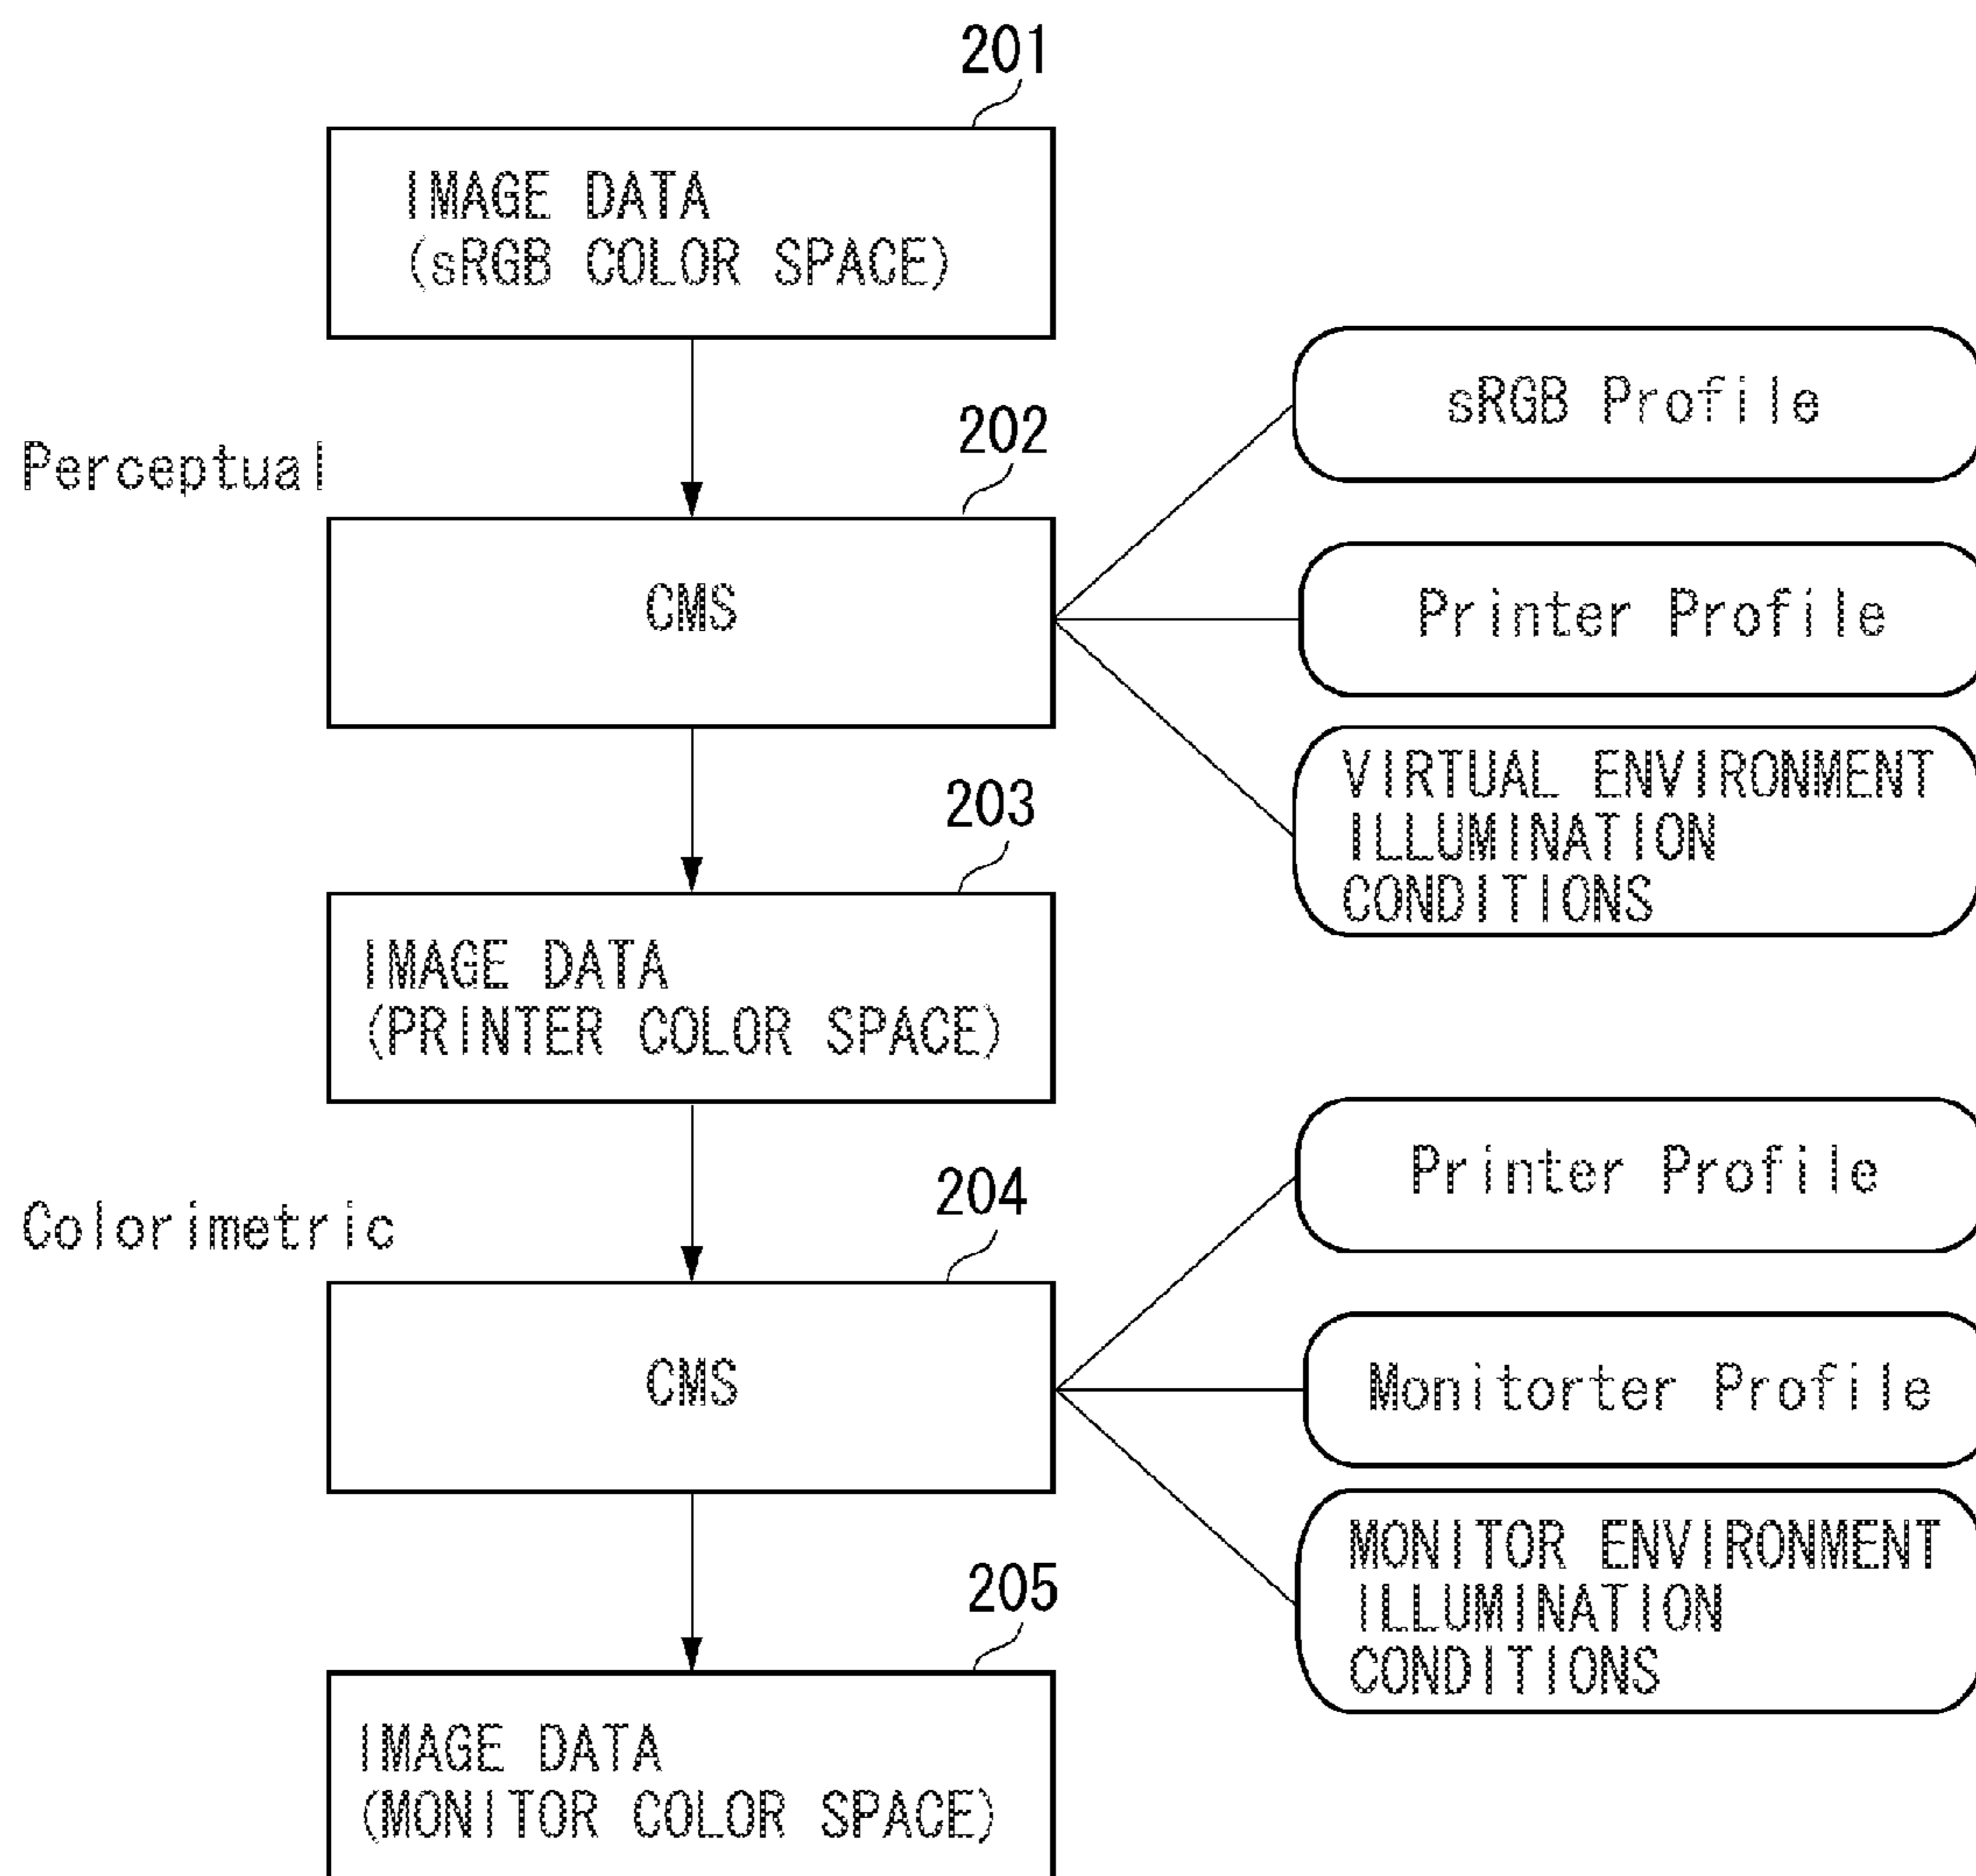 201
IMAGE DATA
(sRGB COLOR SPACE)
sRGB Profile
Perceptual
202
CMS
Printer Profile
VIRTUAL ENVIRONMENT
ILLUMINATION
CONDITIONS
203
IMAGE DATA
(PRINTER COLOR SPACE)
Printer Profile
Colorimetric
204
CMS
Monitorter Profile
MONITOR ENVIRONMENT
ILLUMINATION
CONDITIONS
205
IMAGE DATA
(MONITOR COLOR SPACE)